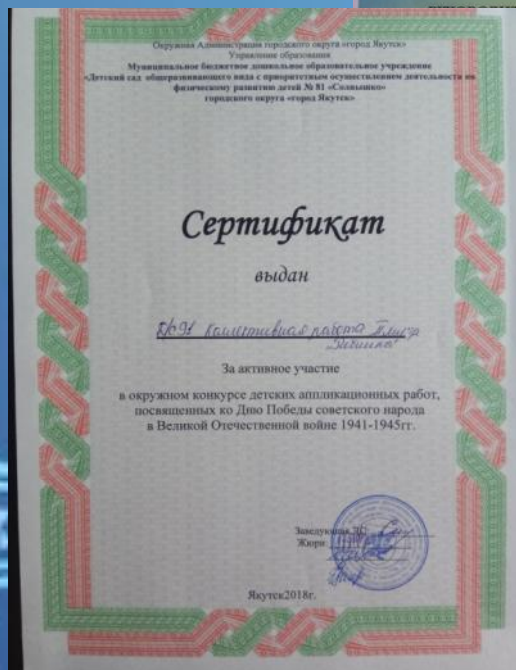 Окружная Администрация городского округа «город Якутск»
Управление образования
Муниципальное бюджетное дошкольное образовательное учреждение
«Детский сад общеразвивающего вида с приоритетным осуществлением деятельности по
физическому развитию детей № 81 «Солнышко»
городского округа «город Якутск»
Сертификат
выдан
Коллективная работа
За активное участие
в окружном конкурсе детских аппликационных работ,
посвященных ко Дню Победы советского народа
в Великой Отечественной войне 1941-1945гг.
Заведующая
Жюри:
Якутск2018г.